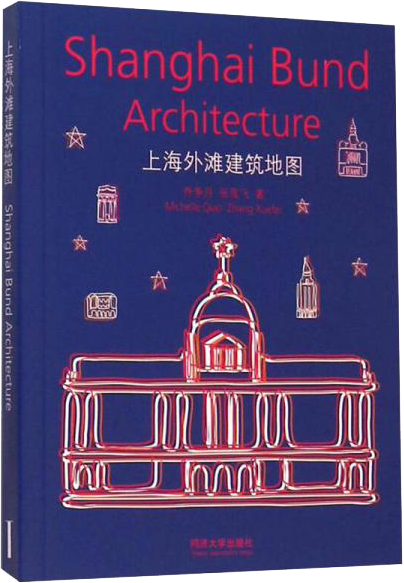 Shanghai Bund
Architecture
上海外滩建筑地图
乔争月 张雪飞 著
Michelle Qiao Zhang Xuefei
同济大学出版社
上海外滩建筑地图 Shanghai Bund Architecture
I